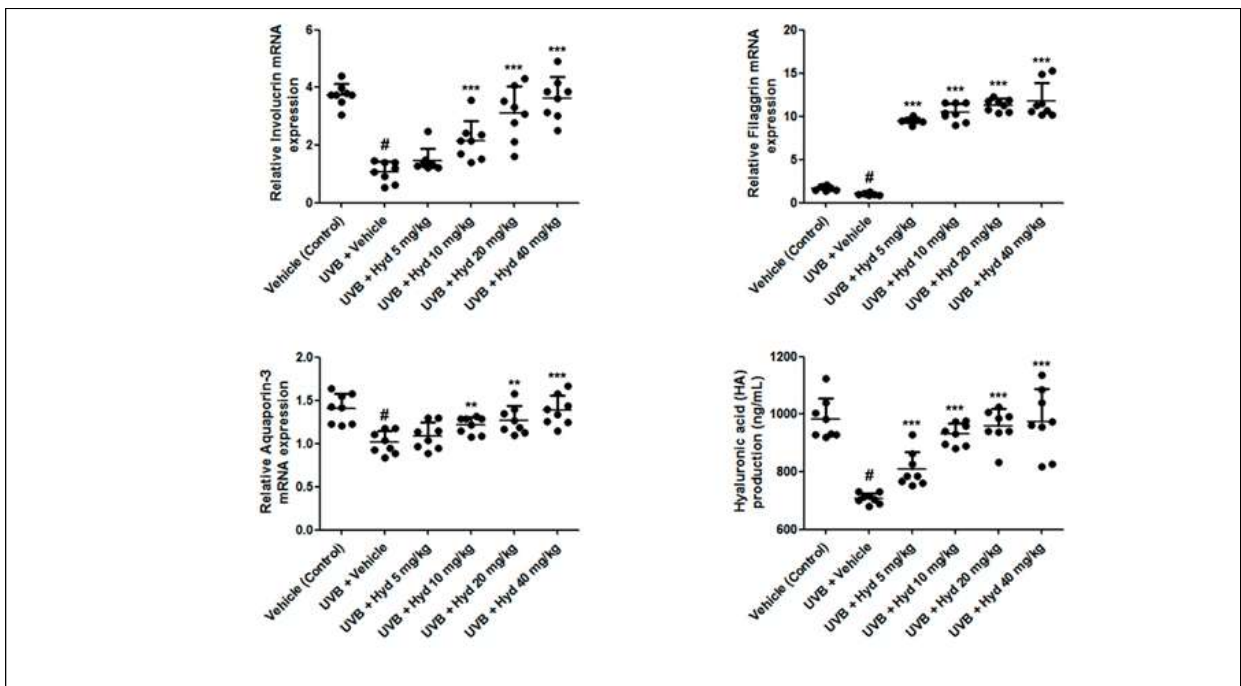 Relative Involucrin mRNA
expression
6
4
2
0
#
***
***
***
Vehicle (Control)
UVB + Vehicle
UVB + Hyd 5 mg/kg
UVB + Hyd 10 mg/kg
UVB + Hyd 20 mg/kg
UVB + Hyd 40 mg/kg
Relative Filaggrin mRNA
expression
20
15
10
5
0
#
***
***
***
***
Vehicle (Control)
UVB + Vehicle
UVB + Hyd 5 mg/kg
UVB + Hyd 10 mg/kg
UVB + Hyd 20 mg/kg
UVB + Hyd 40 mg/kg
Relative Aquaporin-3
mRNA expression
2.0
1.5
1.0
0.5
0.0
#
**
**
***
Vehicle (Control)
UVB + Vehicle
UVB + Hyd 5 mg/kg
UVB + Hyd 10 mg/kg
UVB + Hyd 20 mg/kg
UVB + Hyd 40 mg/kg
Hyaluronic acid (HA)
production (ng/mL)
1200
1000
800
600
#
***
***
***
***
Vehicle (Control)
UVB + Vehicle
UVB + Hyd 5 mg/kg
UVB + Hyd 10 mg/kg
UVB + Hyd 20 mg/kg
UVB + Hyd 40 mg/kg